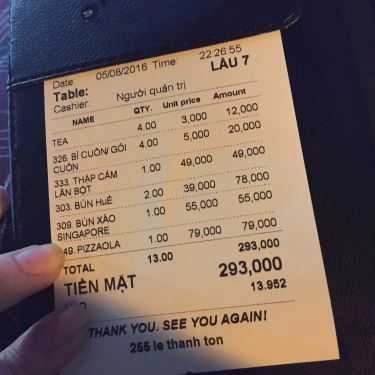 Date 05/08/2016 Time: 22:26:55
Table: LẦU 7
Cashier: Người quản trị
NAME QTY. Unit price Amount
TEA 4.00 3,000 12,000
326. BÌ CUỐN/ GỎI CUỐN 4.00 5,000 20,000
333. THẬP CẨM LĂN BỘT 1.00 49,000 49,000
303. BÚN HUẾ 2.00 39,000 78,000
309. BÚN XÀO SINGAPORE 1.00 55,000 55,000
49. PIZZAOLA 1.00 79,000 79,000
TOTAL 13.00 293,000
TIỀN MẶT 293,000
13.952
THANK YOU. SEE YOU AGAIN!
255 le thanh ton